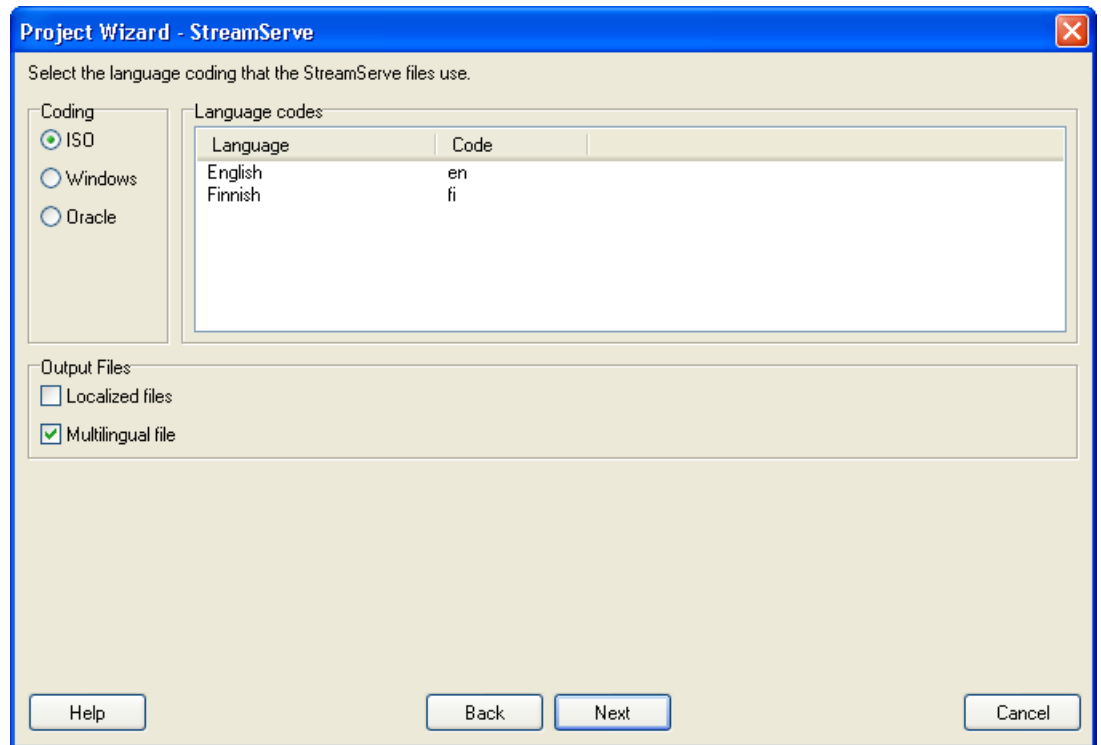 Project Wizard - StreamServe
Select the language coding that the StreamServe files use.
Coding
ISO
Windows
Oracle
Language codes
Language Code
English en
Finnish fi
Output Files
Localized files
Multilingual file
Help Back Next Cancel